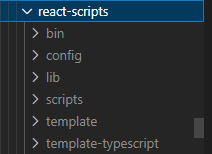 react-scripts
bin
config
lib
scripts
template
template-typescript